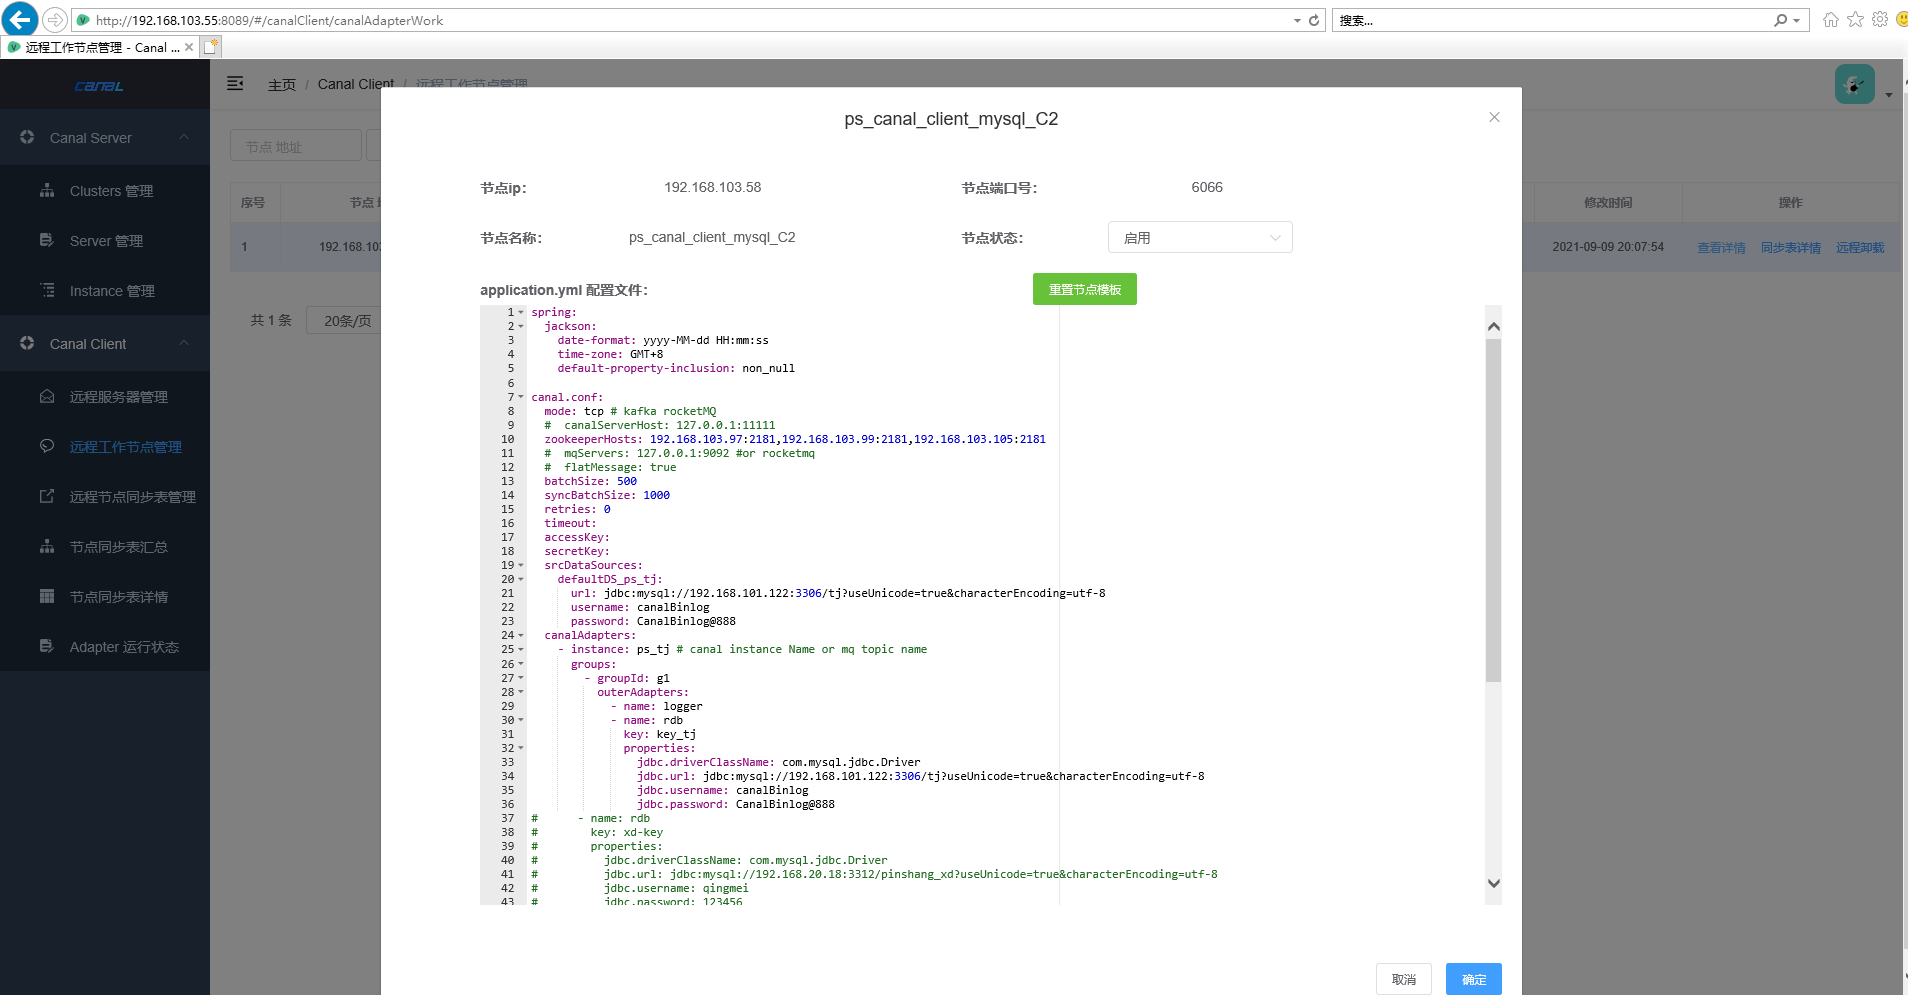 http://192.168.103.55:8089/#/canalClient/canalAdapterWork
搜索...
远程工作节点管理 - Canal ...
canal
主页 / Canal Client / 远程工作节点管理
Canal Server
Clusters 管理
Server 管理
Instance 管理
Canal Client
远程服务器管理
远程工作节点管理
远程节点同步表管理
节点同步表汇总
节点同步表详情
Adapter 运行状态
节点 地址
序号
节点
修改时间
操作
1
192.168.10
2021-09-09 20:07:54
查看详情 同步表详情 远程卸载
共 1 条
20条/页
ps_canal_client_mysql_C2
节点ip:
192.168.103.58
节点端口号:
6066
节点名称:
ps_canal_client_mysql_C2
节点状态:
启用
application.yml 配置文件:
重置节点模板
1 spring:
2 jackson:
3 date-format: yyyy-MM-dd HH:mm:ss
4 time-zone: GMT+8
5 default-property-inclusion: non_null
6
7 canal.conf:
8 mode: tcp # kafka rocketMQ
9 # canalServerHost: 127.0.0.1:11111
10 zookeeperHosts: 192.168.103.97:2181,192.168.103.99:2181,192.168.103.105:2181
11 # mqServers: 127.0.0.1:9092 #or rocketmq
12 # flatMessage: true
13 batchSize: 500
14 syncBatchSize: 1000
15 retries: 0
16 timeout:
17 accessKey:
18 secretKey:
19 srcDataSources:
20 defaultDS_ps_tj:
21 url: jdbc:mysql://192.168.101.122:3306/tj?useUnicode=true&characterEncoding=utf-8
22 username: canalBinlog
23 password: CanalBinlog@888
24 canalAdapters:
25 - instance: ps_tj # canal instance Name or mq topic name
26 groups:
27 - groupId: g1
28 outerAdapters:
29 - name: logger
30 - name: rdb
31 key: key_tj
32 properties:
33 jdbc.driverClassName: com.mysql.jdbc.Driver
34 jdbc.url: jdbc:mysql://192.168.101.122:3306/tj?useUnicode=true&characterEncoding=utf-8
35 jdbc.username: canalBinlog
36 jdbc.password: CanalBinlog@888
37 # - name: rdb
38 # key: xd-key
39 # properties:
40 # jdbc.driverClassName: com.mysql.jdbc.Driver
41 # jdbc.url: jdbc:mysql://192.168.20.18:3312/pinshang_xd?useUnicode=true&characterEncoding=utf-8
42 # jdbc.username: qingmei
43 # jdbc.password: 123456
取消
确定